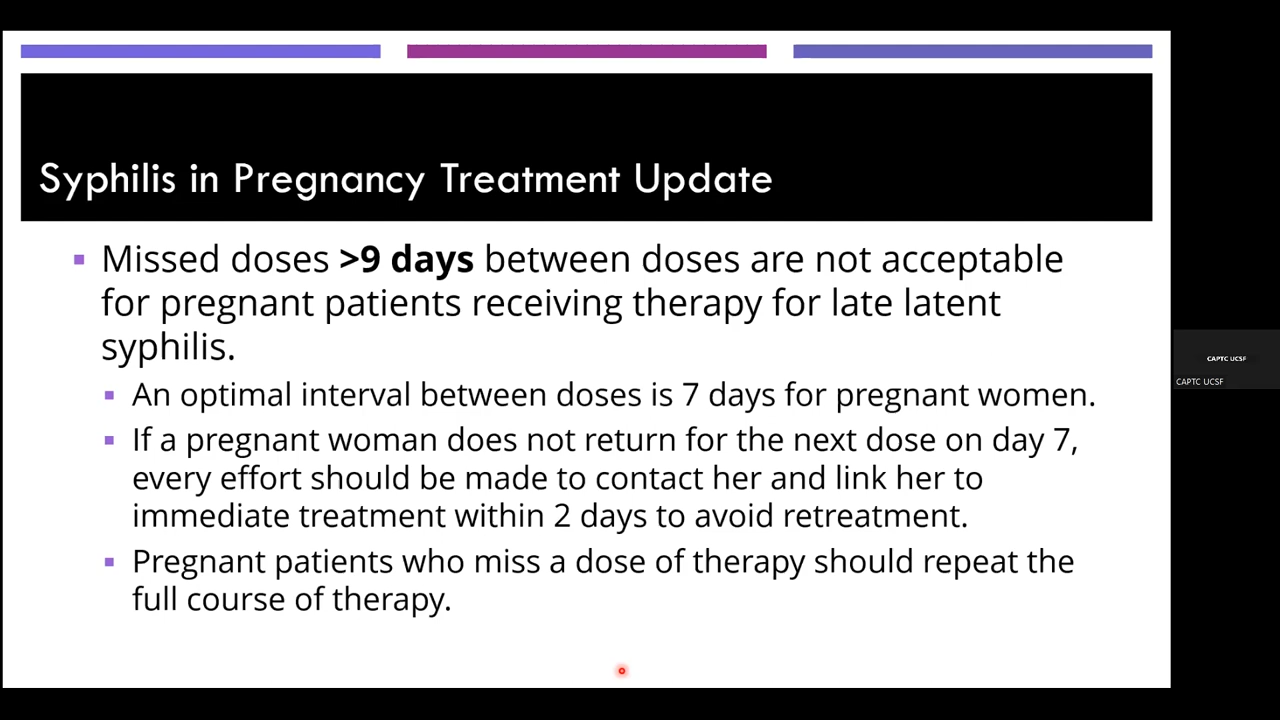 Syphilis in Pregnancy Treatment Update
▪ Missed doses >9 days between doses are not acceptable
for pregnant patients receiving therapy for late latent
syphilis.
▪ An optimal interval between doses is 7 days for pregnant women.
▪ If a pregnant woman does not return for the next dose on day 7,
every effort should be made to contact her and link her to
immediate treatment within 2 days to avoid retreatment.
▪ Pregnant patients who miss a dose of therapy should repeat the
full course of therapy.
CAPTC UCSF
CAPTC UCSF